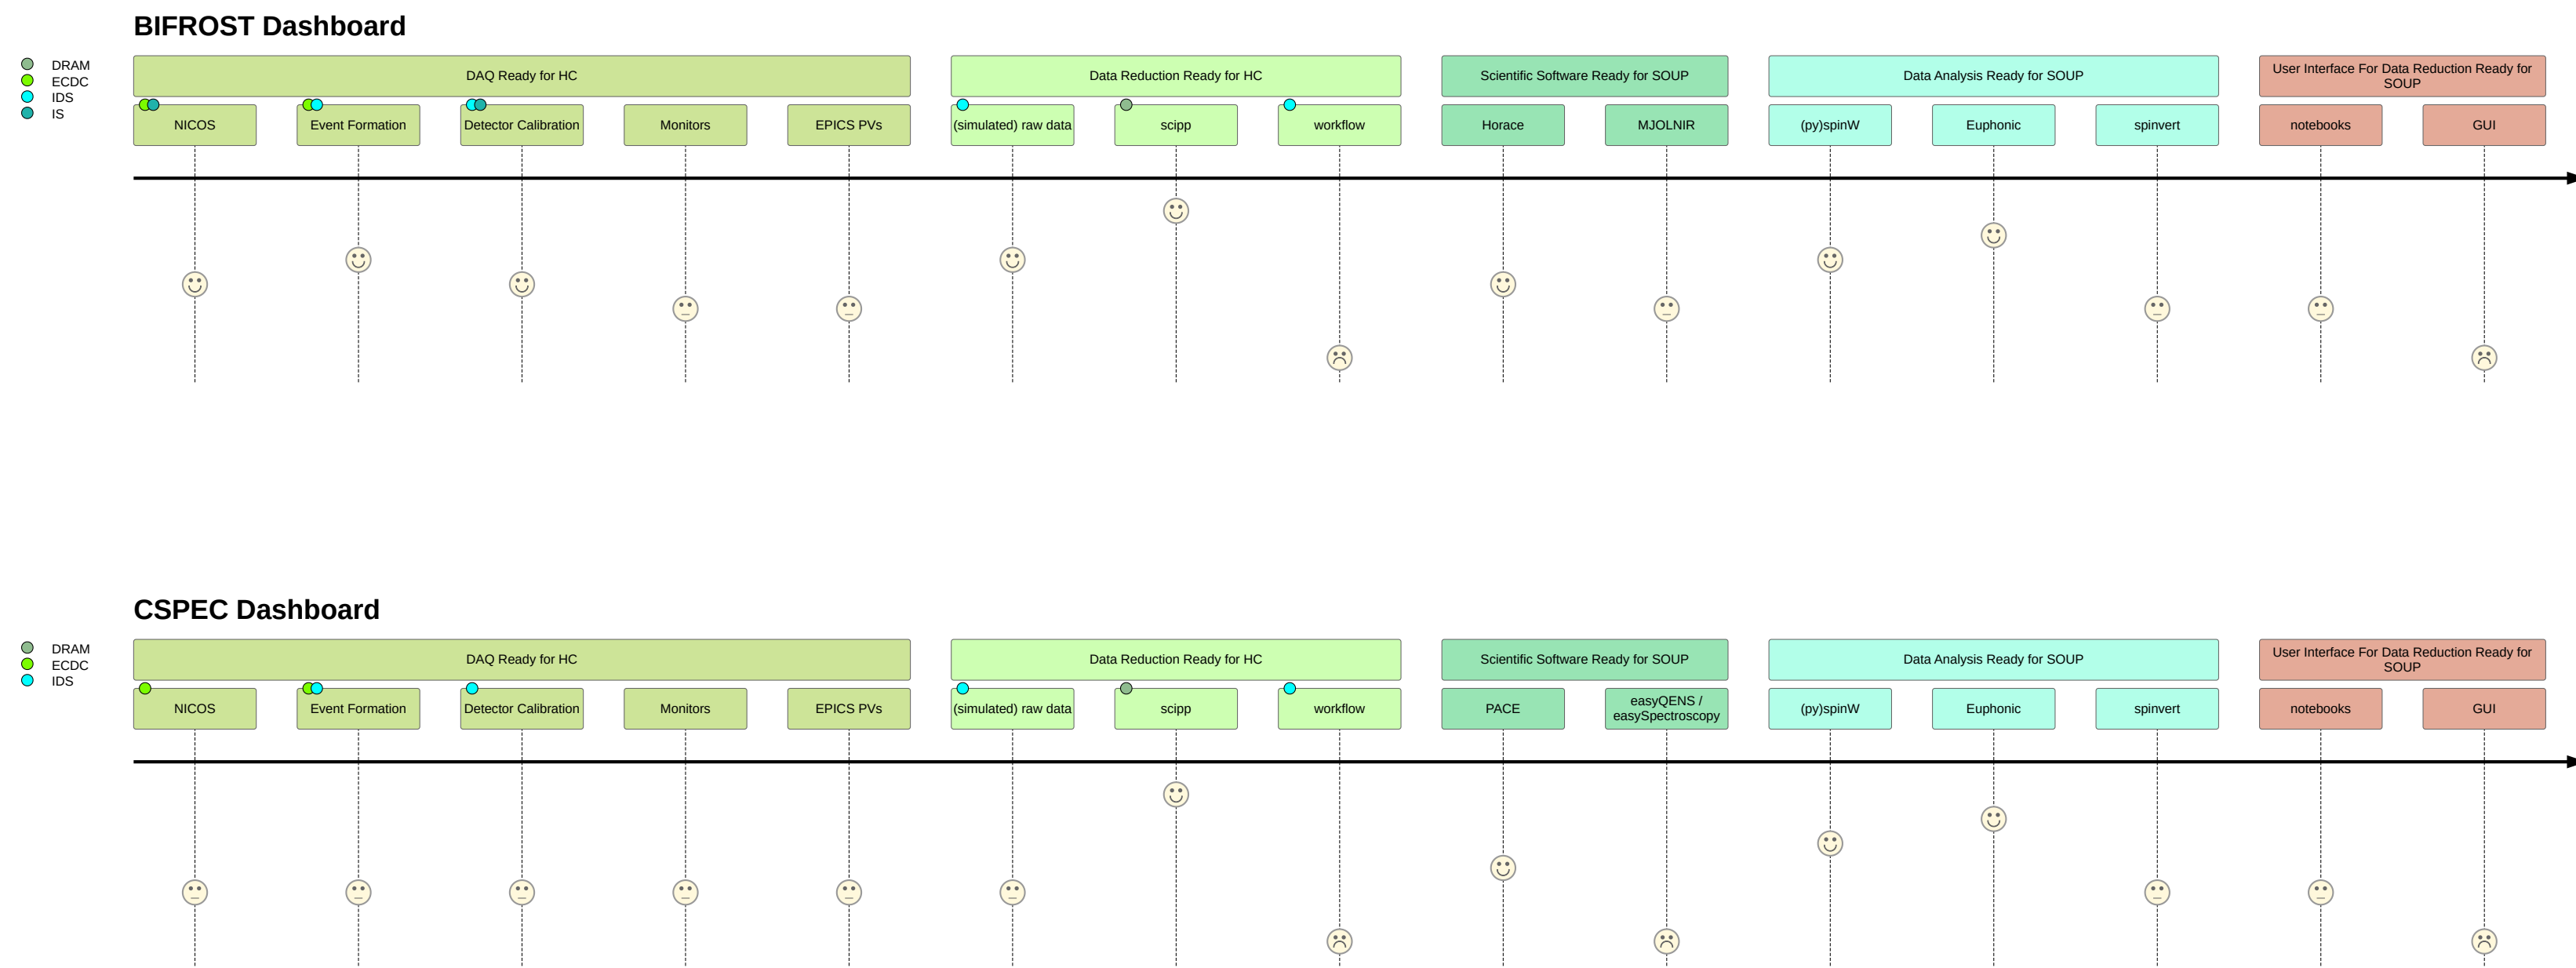 BIFROST Dashboard
DRAM
ECDC
IDS
IS
DAQ Ready for HC
Data Reduction Ready for HC
Scientific Software Ready for SOUP
Data Analysis Ready for SOUP
User Interface For Data Reduction Ready for
SOUP
NICOS
Event Formation
Detector Calibration
Monitors
EPICS PVs
(simulated) raw data
scipp
workflow
Horace
MJOLNIR
(py)spinW
Euphonic
spinvert
notebooks
GUI
CSPEC Dashboard
DRAM
ECDC
IDS
DAQ Ready for HC
Data Reduction Ready for HC
Scientific Software Ready for SOUP
Data Analysis Ready for SOUP
User Interface For Data Reduction Ready for
SOUP
NICOS
Event Formation
Detector Calibration
Monitors
EPICS PVs
(simulated) raw data
scipp
workflow
PACE
easyQENS /
easySpectroscopy
(py)spinW
Euphonic
spinvert
notebooks
GUI